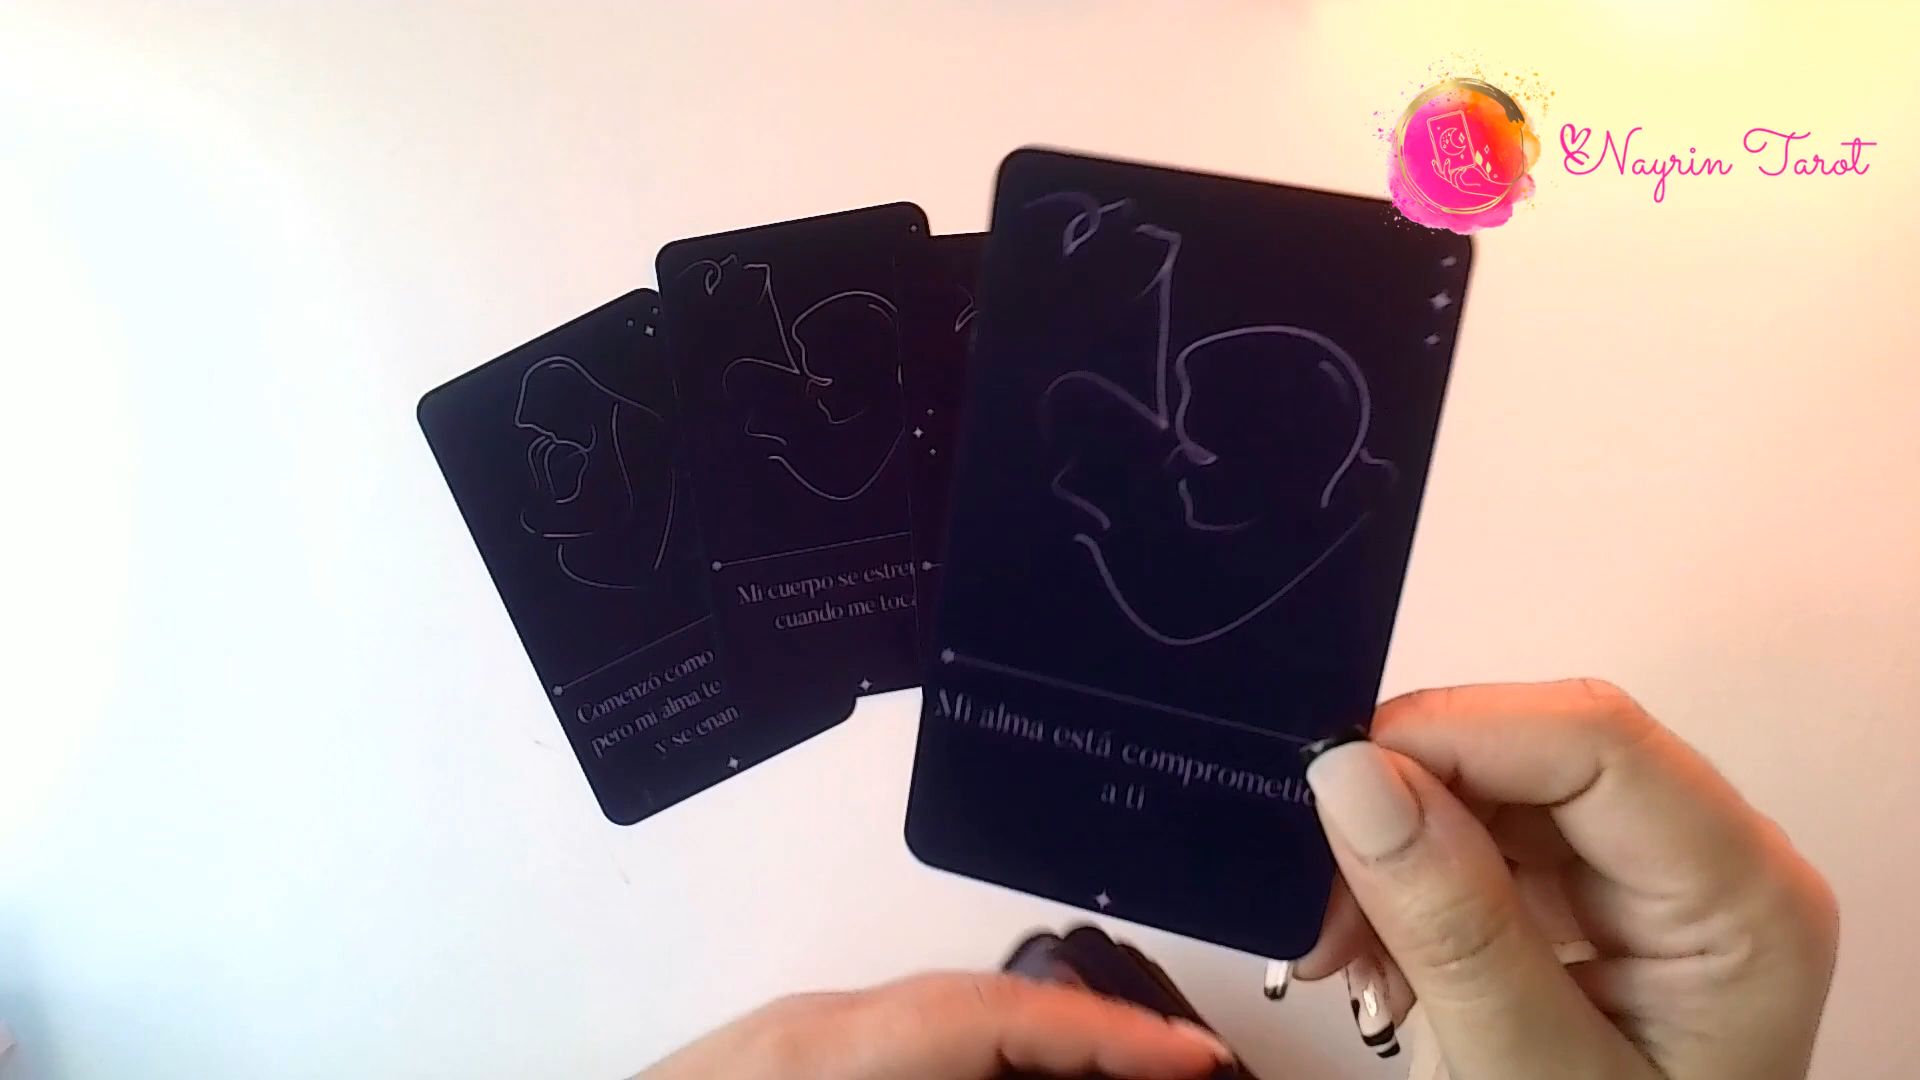 Nayrin Tarot
Comenzó como
pero mi alma te
y se enan
Mi cuerpo se estre
cuando me toc
Mi alma está comprometi
a ti